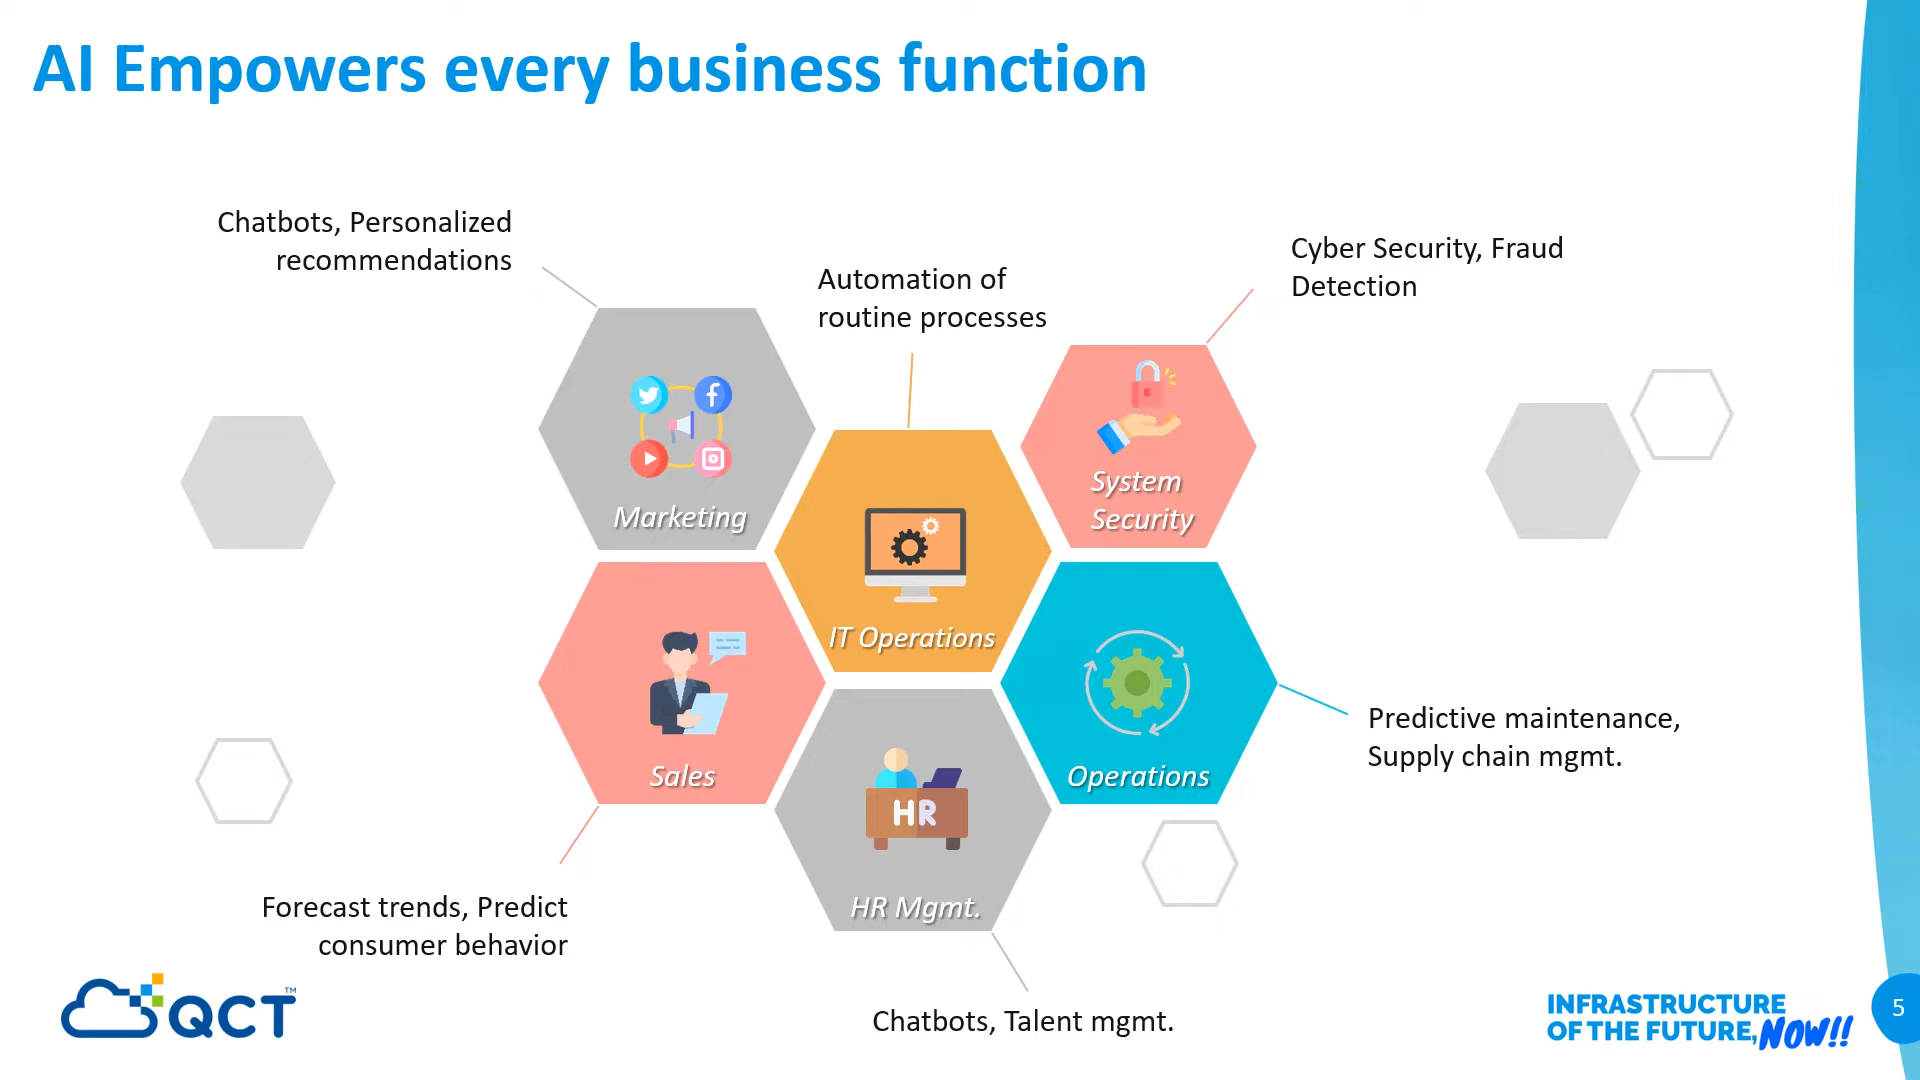 AI Empowers every business function
Chatbots, Personalized
recommendations
Automation of
routine processes
Cyber Security, Fraud
Detection
Marketing
System
Security
IT Operations
Sales
Operations
Predictive maintenance,
Supply chain mgmt.
HR
HR Mgmt.
Forecast trends, Predict
consumer behavior
Chatbots, Talent mgmt.
QCT™
INFRASTRUCTURE
OF THE FUTURE, NOW!!
5